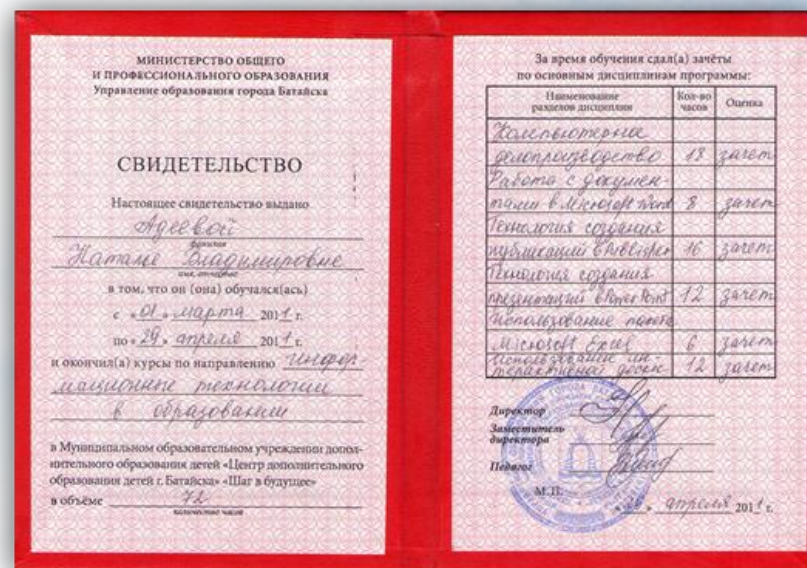 МИНИСТЕРСТВО ОБЩЕГО
И ПРОФЕССИОНАЛЬНОГО ОБРАЗОВАНИЯ
Управление образования города Батайска
СВИДЕТЕЛЬСТВО
Настоящее свидетельство выдано
Адеевой
фамилия
Наталье Владимировне
имя, отчество
в том, что он (она) обучался(ась)
с «01» марта 2011 г.
по «29» апреля 2011 г.
и окончил(а) курсы по направлению информ-
мационные технологии
в образовании
в Муниципальном образовательном учреждении допол-
нительного образования детей «Центр дополнительного
образования детей г. Батайска» «Шаг в будущее»
в объёме 72
количество часов
За время обучения сдал(а) зачёты
по основным дисциплинам программы:
Наименование разделов дисциплин Кол-во часов Оценка
Компьютерное
делопроизводство 18 зачет
Работа с докумен-
тами в Microsoft Word 8 зачет
Технология создания
публикаций в Publisher 16 зачет
Технология создания
презентаций в Power Point 12 зачет
Использование пакета
Microsoft Excel 6 зачет
Использование ин-
терактивной доски 12 зачет
Директор
Заместитель
директора
Педагог
М.П.
«29» апреля 2011 г.